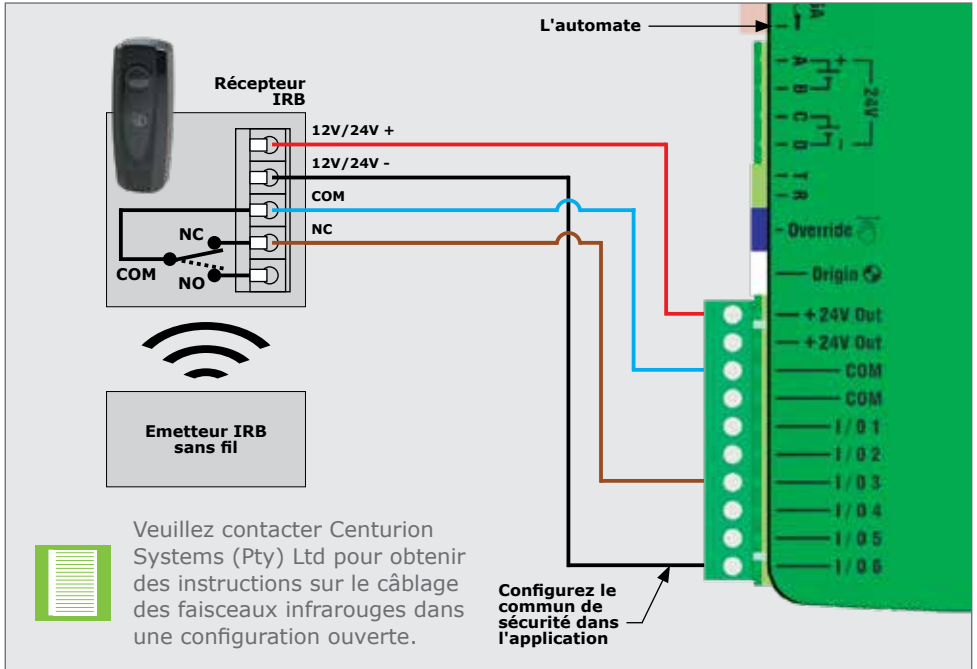 L'automate
5A
A
B
C
D
+
24V
-
T
R
Override
Origin
+24V Out
+24V Out
COM
COM
I/O 1
I/O 2
I/O 3
I/O 4
I/O 5
I/O 6
Récepteur
IRB
12V/24V +
12V/24V -
COM
NC
NC
COM
NO
Emetteur IRB
sans fil
Veuillez contacter Centurion
Systems (Pty) Ltd pour obtenir
des instructions sur le câblage
des faisceaux infrarouges dans
une configuration ouverte.
Configurez le
commun de
sécurité dans
l'application